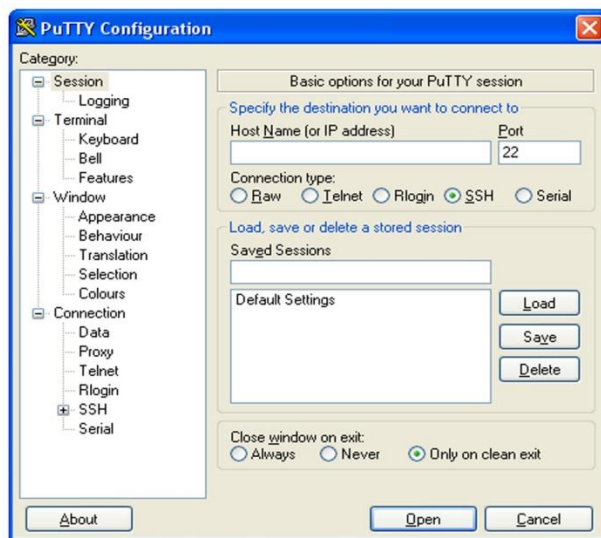 PuTTY Configuration
Category:
Session
Logging
Terminal
Keyboard
Bell
Features
Window
Appearance
Behaviour
Translation
Selection
Colours
Connection
Data
Proxy
Telnet
Rlogin
SSH
Serial
Basic options for your PuTTY session
Specify the destination you want to connect to
Host Name (or IP address) Port
22
Connection type:
Raw Telnet Rlogin SSH Serial
Load, save or delete a stored session
Saved Sessions
Default Settings
Load
Save
Delete
Close window on exit:
Always Never Only on clean exit
About Open Cancel